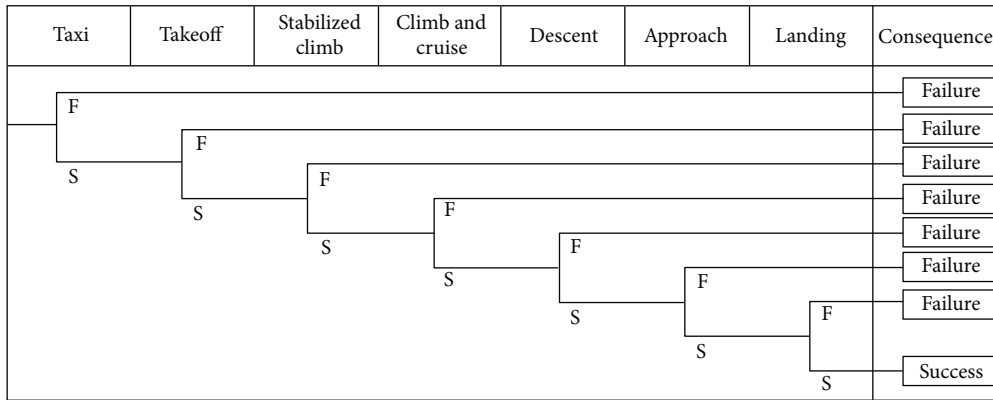 Taxi
Takeoff
Stabilized
climb
Climb and
cruise
Descent
Approach
Landing
Consequence
F
Failure
S
F
Failure
S
F
Failure
S
F
Failure
S
F
Failure
S
F
Failure
S
F
Failure
S
Success